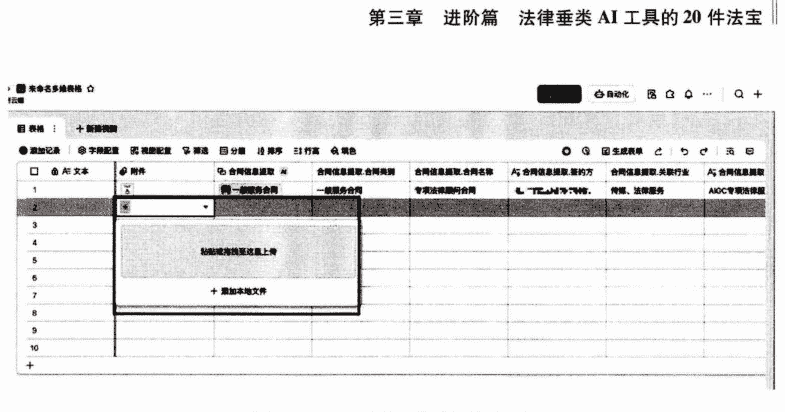 第三章 进阶篇 法律垂类 AI 工具的 20 件法宝
未命名多维表格
自动化
表格 + 新建视图
添加记录 字段配置 视图配置 筛选 分组 排序 行高 填色 生成表单
文本 附件 合同信息提取 合同信息提取.合同类别 合同信息提取.合同名称 合同信息提取.签约方 合同信息提取.关联行业 合同信息提取
1 一般服务合同 一般服务合同 专项法律顾问合同 传媒、法律服务 AIGC专项法律服
2
3
粘贴或拖拽至这里上传
4
5
6
+ 添加本地文件
7
8
9
10
+